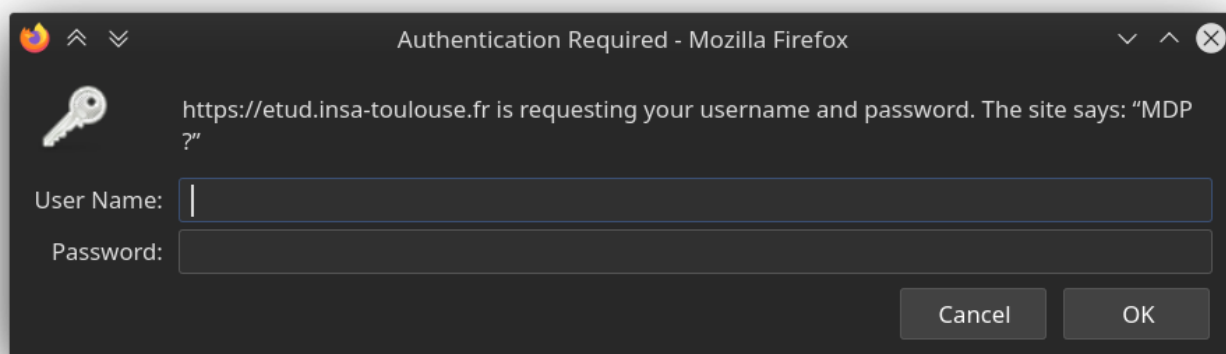 Authentication Required - Mozilla Firefox
https://etud.insa-toulouse.fr is requesting your username and password. The site says: “MDP
?”
User Name:
Password:
Cancel OK